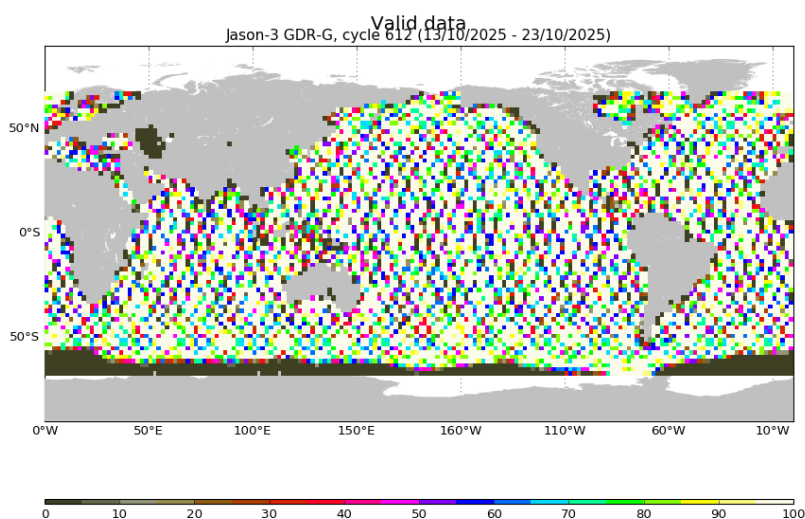 Valid data
Jason-3 GDR-G, cycle 612 (13/10/2025 - 23/10/2025)
50°N
0°S
50°S
0°W 50°E 100°E 150°E 160°W 110°W 60°W 10°W
0 10 20 30 40 50 60 70 80 90 100